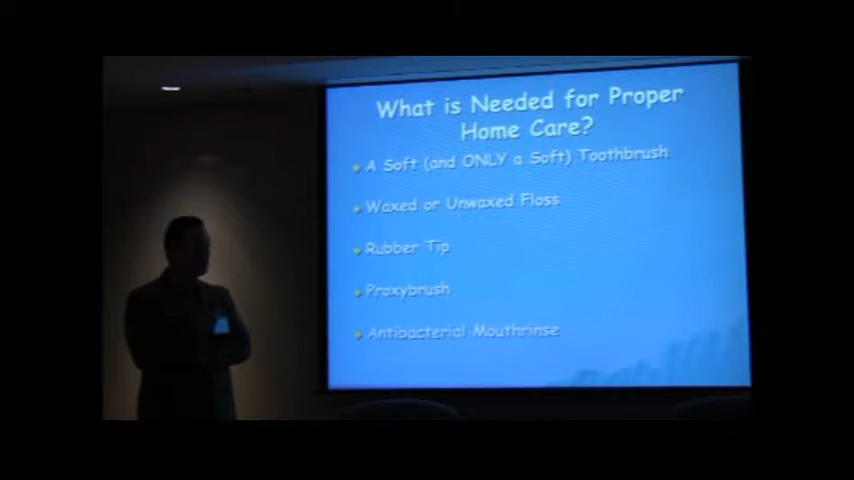 What is Needed for Proper
Home Care?
A Soft (and ONLY a Soft) Toothbrush
Waxed or Unwaxed Floss
Rubber Tip
Proxybrush
Antibacterial Mouthrinse